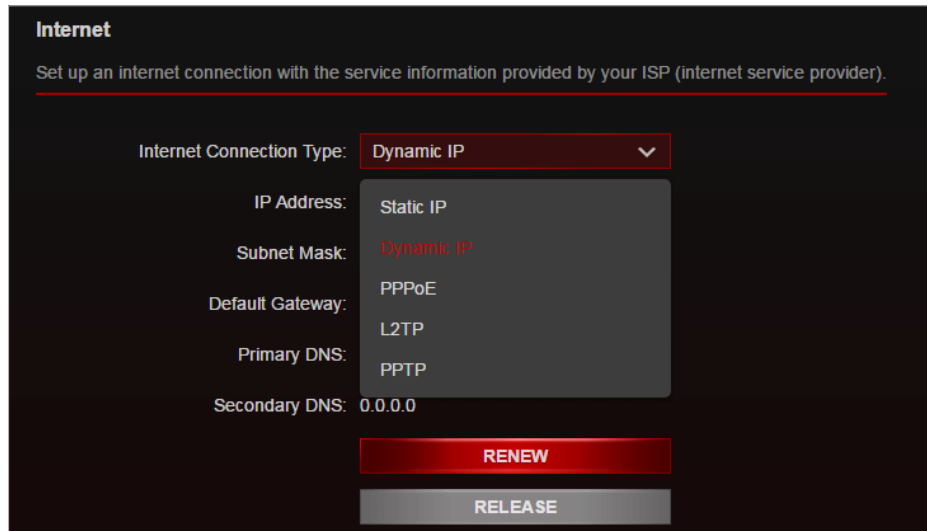 Internet
Set up an internet connection with the service information provided by your ISP (internet service provider).
Internet Connection Type: Dynamic IP
IP Address:
Static IP
Subnet Mask:
Dynamic IP
PPPoE
Default Gateway:
L2TP
Primary DNS:
PPTP
Secondary DNS: 0.0.0.0
RENEW
RELEASE